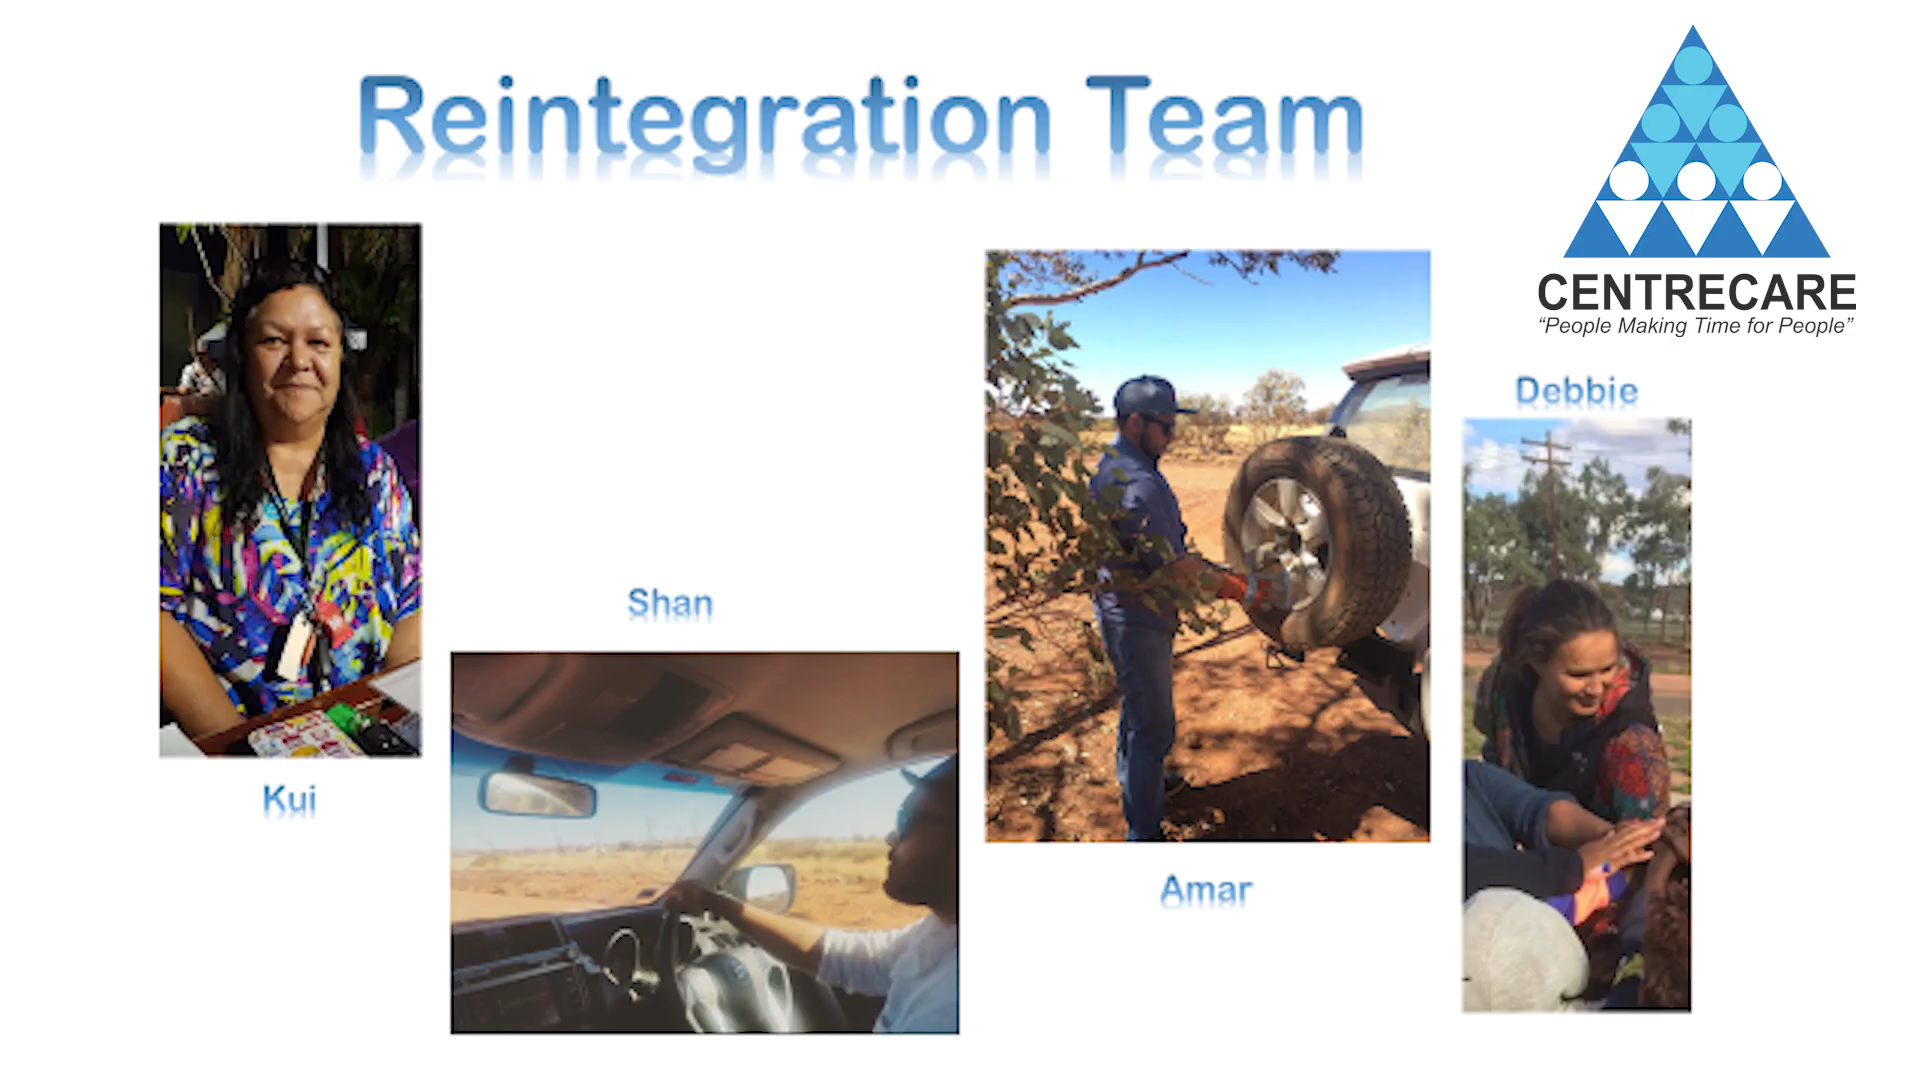 Reintegration Team
CENTRECARE
“People Making Time for People”
Debbie
Shan
Kui
Amar